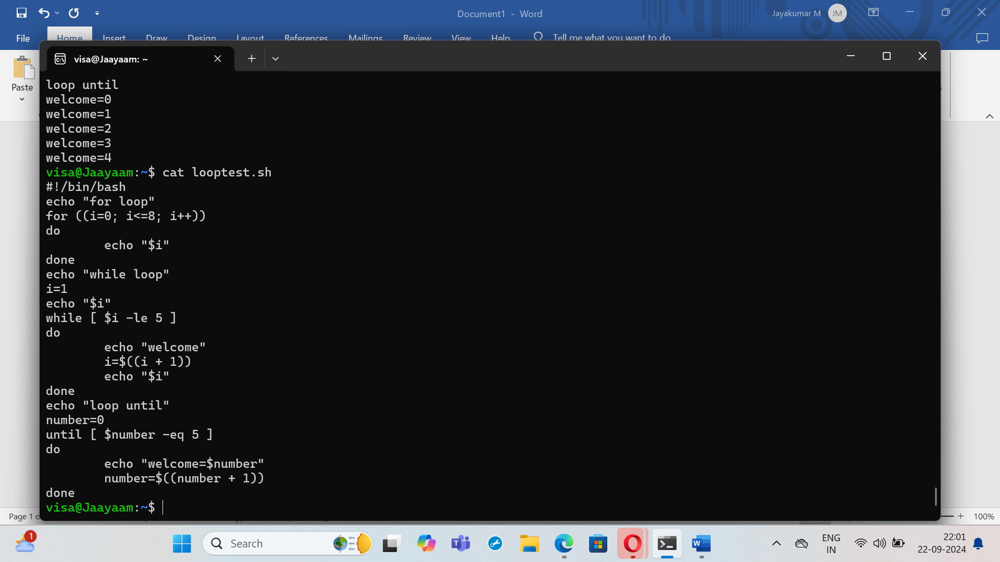 Document1 - Word
Jayakumar M
JM
File
Home
Insert
Draw
Design
Layout
References
Mailings
Review
View
Help
Tell me what you want to do
Paste
visa@Jaayaam: ~
loop until
welcome=0
welcome=1
welcome=2
welcome=3
welcome=4
visa@Jaayaam:~$ cat looptest.sh
#!/bin/bash
echo "for loop"
for ((i=0; i<=8; i++))
do
echo "$i"
done
echo "while loop"
i=1
echo "$i"
while [ $i -le 5 ]
do
echo "welcome"
i=$((i + 1))
echo "$i"
done
echo "loop until"
number=0
until [ $number -eq 5 ]
do
echo "welcome=$number"
number=$((number + 1))
done
visa@Jaayaam:~$
Page 1
100%
1
Search
ENG
IN
22:01
22-09-2024